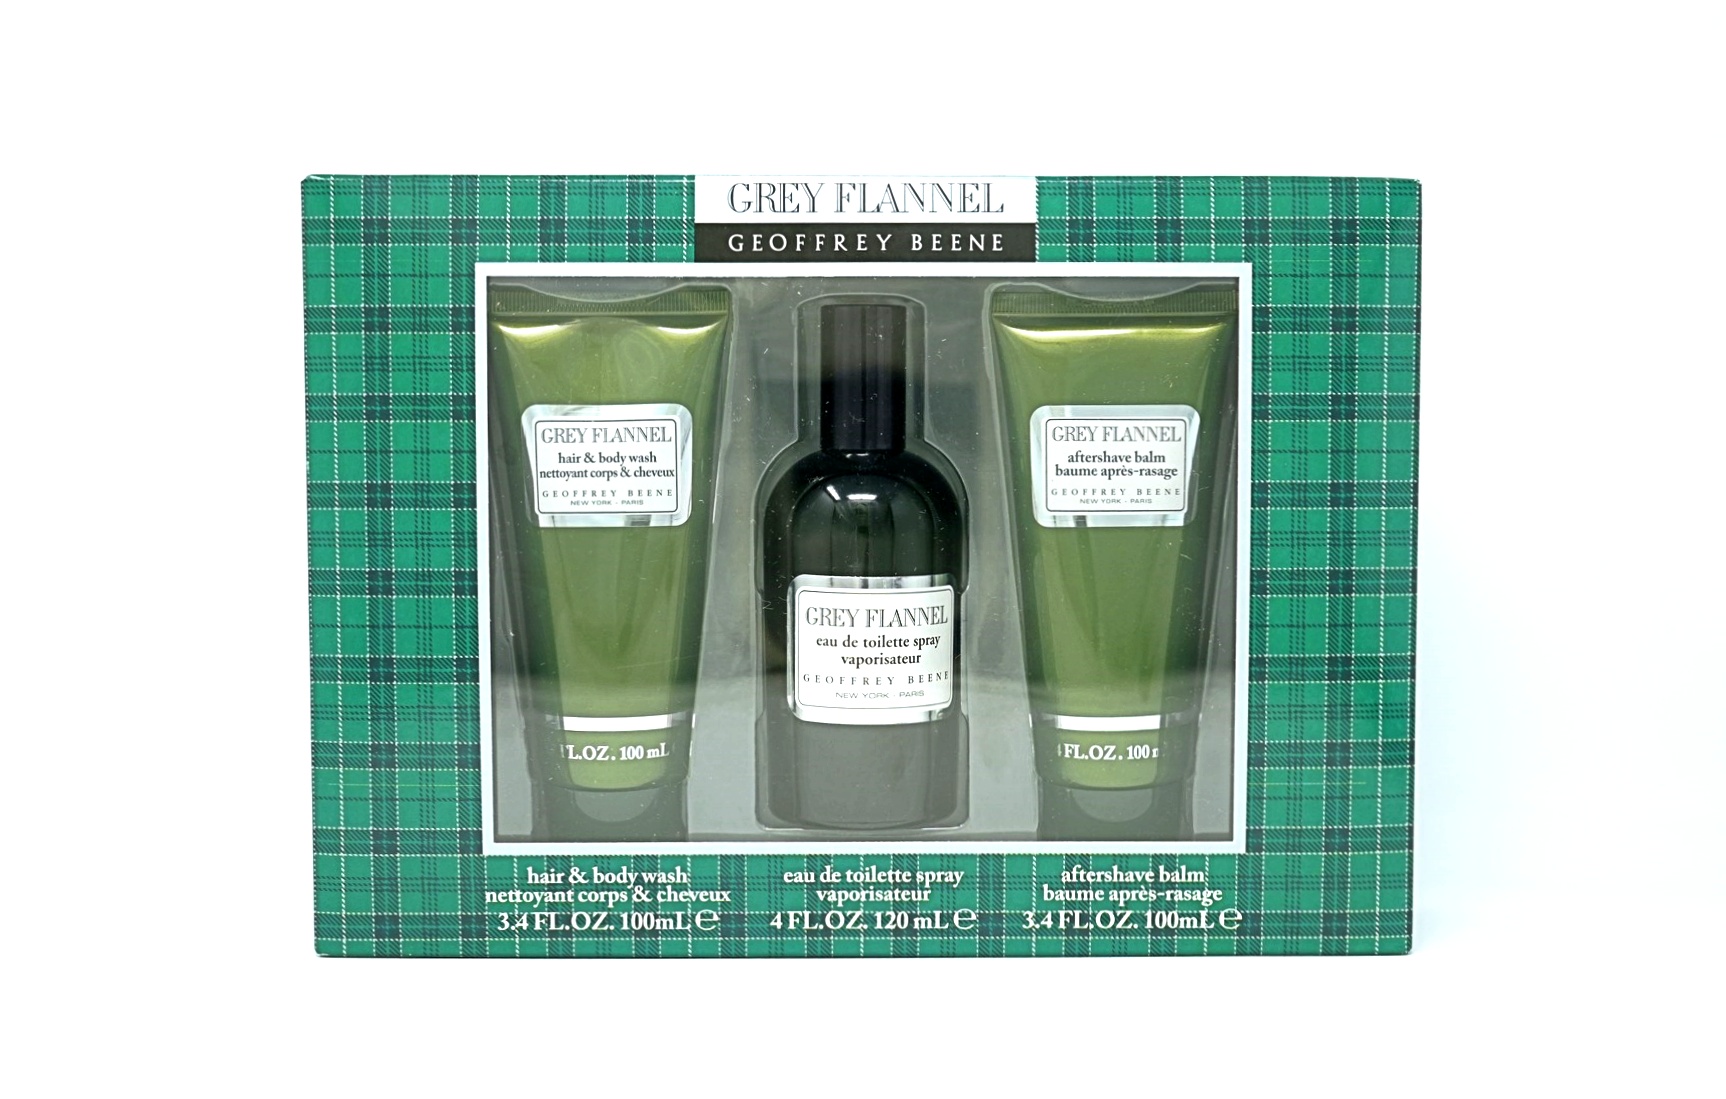 GREY FLANNEL
GEOFFREY BEENE
GREY FLANNEL
hair & body wash
nettoyant corps & cheveux
GEOFFREY BEENE
NEW YORK - PARIS
L.OZ. 100 mL
GREY FLANNEL
eau de toilette spray
vaporisateur
GEOFFREY BEENE
NEW YORK - PARIS
GREY FLANNEL
aftershave balm
baume après-rasage
GEOFFREY BEENE
NEW YORK - PARIS
FL.OZ. 100
hair & body wash
nettoyant corps & cheveux
3.4 FL.OZ. 100mL ℮
eau de toilette spray
vaporisateur
4 FL.OZ. 120 mL ℮
aftershave balm
baume après-rasage
3.4 FL.OZ. 100mL ℮